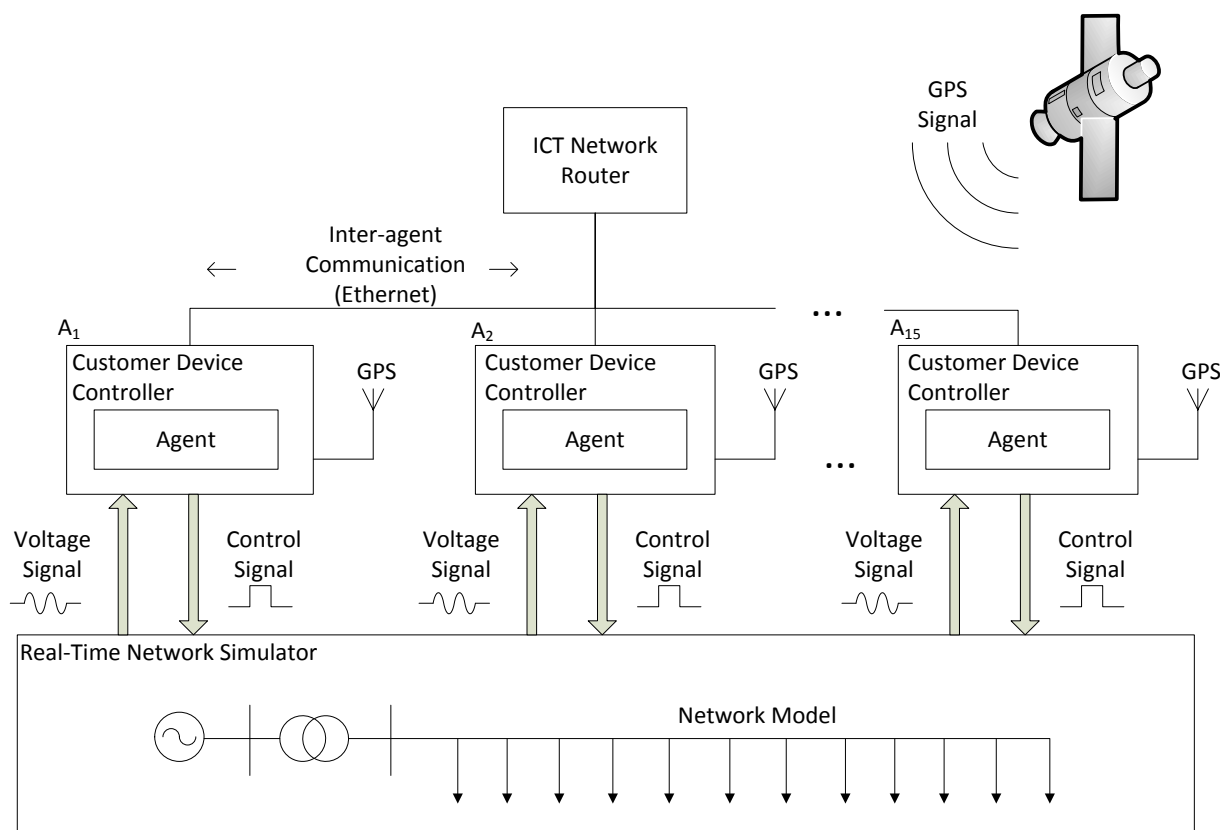 GPS
Signal
ICT Network
Router
Inter-agent
Communication
(Ethernet)
...
A1
A2
A15
Customer Device
Controller
Agent
GPS
Customer Device
Controller
Agent
GPS
...
Customer Device
Controller
Agent
GPS
Voltage
Signal
Control
Signal
Voltage
Signal
Control
Signal
Voltage
Signal
Control
Signal
Real-Time Network Simulator
Network Model